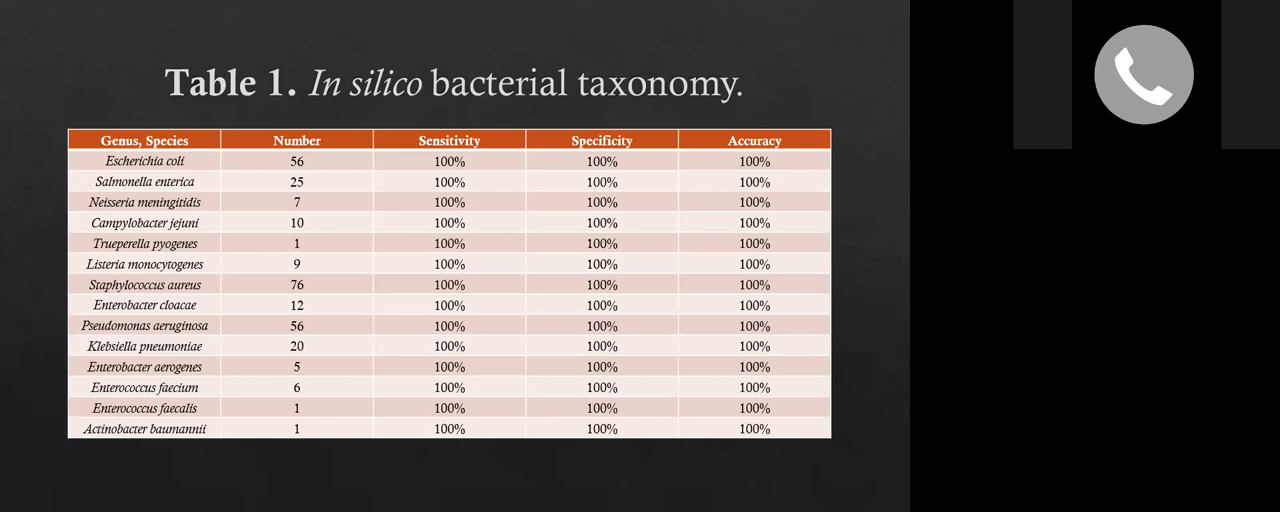 Table 1. In silico bacterial taxonomy.
Genus, Species Number Sensitivity Specificity Accuracy
Escherichia coli 56 100% 100% 100%
Salmonella enterica 25 100% 100% 100%
Neisseria meningitidis 7 100% 100% 100%
Campylobacter jejuni 10 100% 100% 100%
Trueperella pyogenes 1 100% 100% 100%
Listeria monocytogenes 9 100% 100% 100%
Staphylococcus aureus 76 100% 100% 100%
Enterobacter cloacae 12 100% 100% 100%
Pseudomonas aeruginosa 56 100% 100% 100%
Klebsiella pneumoniae 20 100% 100% 100%
Enterobacter aerogenes 5 100% 100% 100%
Enterococcus faecium 6 100% 100% 100%
Enterococcus faecalis 1 100% 100% 100%
Actinobacter baumannii 1 100% 100% 100%